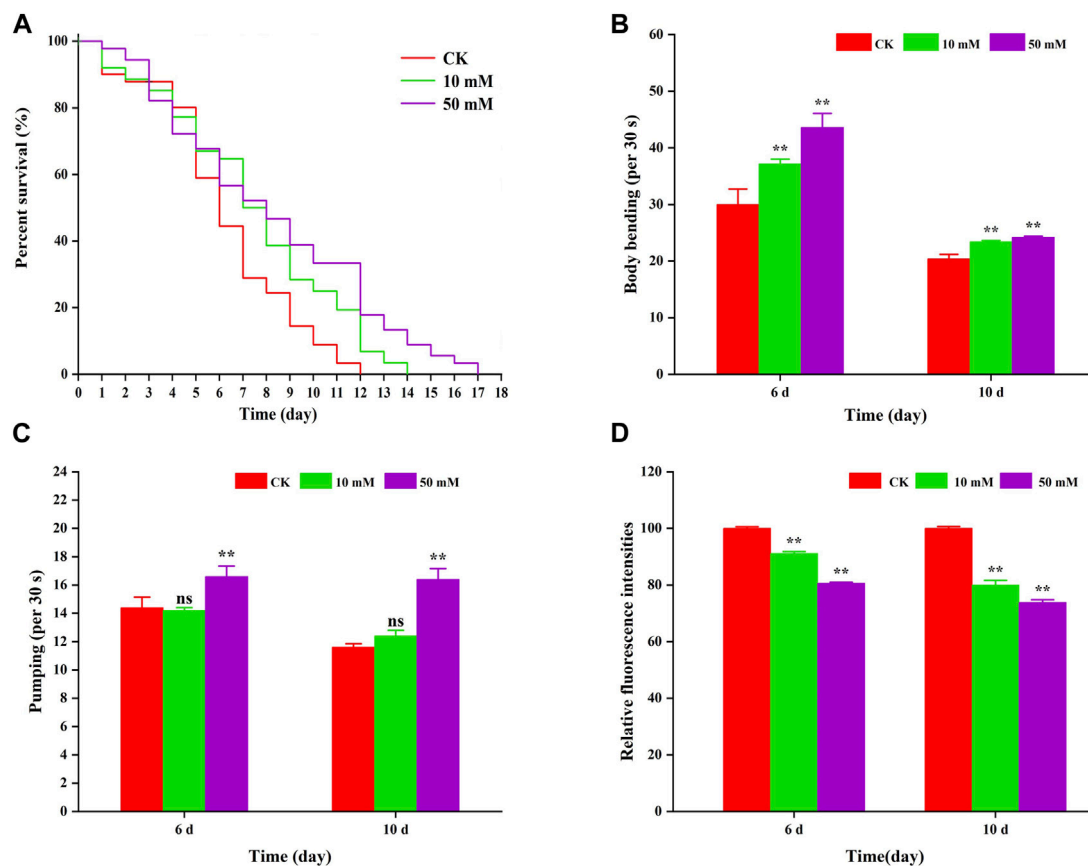 A
CK
10 mM
50 mM
Percent survival (%)
100
80
60
40
20
0
0 1 2 3 4 5 6 7 8 9 10 11 12 13 14 15 16 17 18
Time (day)
B
CK 10 mM 50 mM
Body bending (per 30 s)
60
50
40
30
20
10
0
** ** ** **
6 d 10 d
Time (day)
C
CK 10 mM 50 mM
Pumping (per 30 s)
24
22
20
18
16
14
12
10
8
6
4
2
0
ns ** ns **
6 d 10 d
Time (day)
D
CK 10 mM 50 mM
Relative fluorescence intensities
120
100
80
60
40
20
0
** ** ** **
6 d 10 d
Time(day)